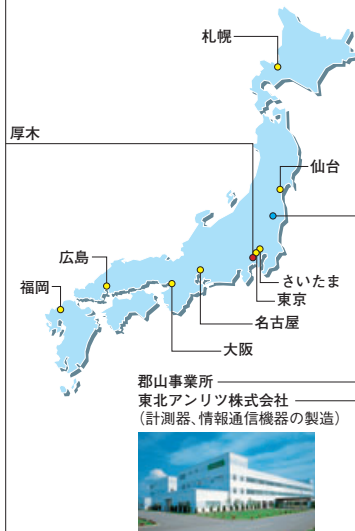 札幌
厚木
仙台
広島
福岡
さいたま
東京
名古屋
大阪
郡山事業所
東北アンリツ株式会社
(計測器、情報通信機器の製造)